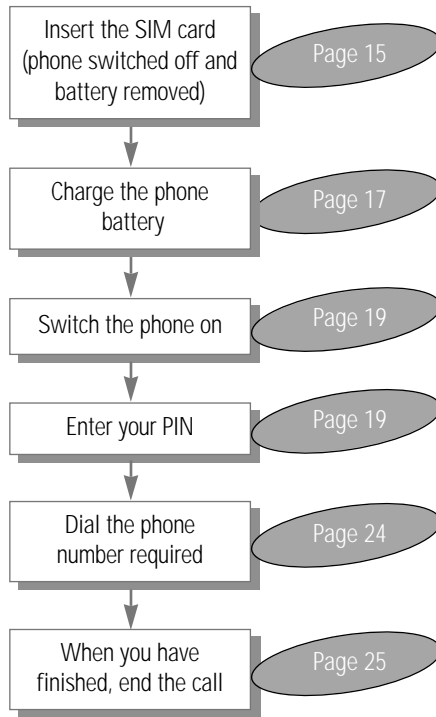 Insert the SIM card
(phone switched off and
battery removed)
Page 15
Charge the phone
battery
Page 17
Switch the phone on
Page 19
Enter your PIN
Page 19
Dial the phone
number required
Page 24
When you have
finished, end the call
Page 25